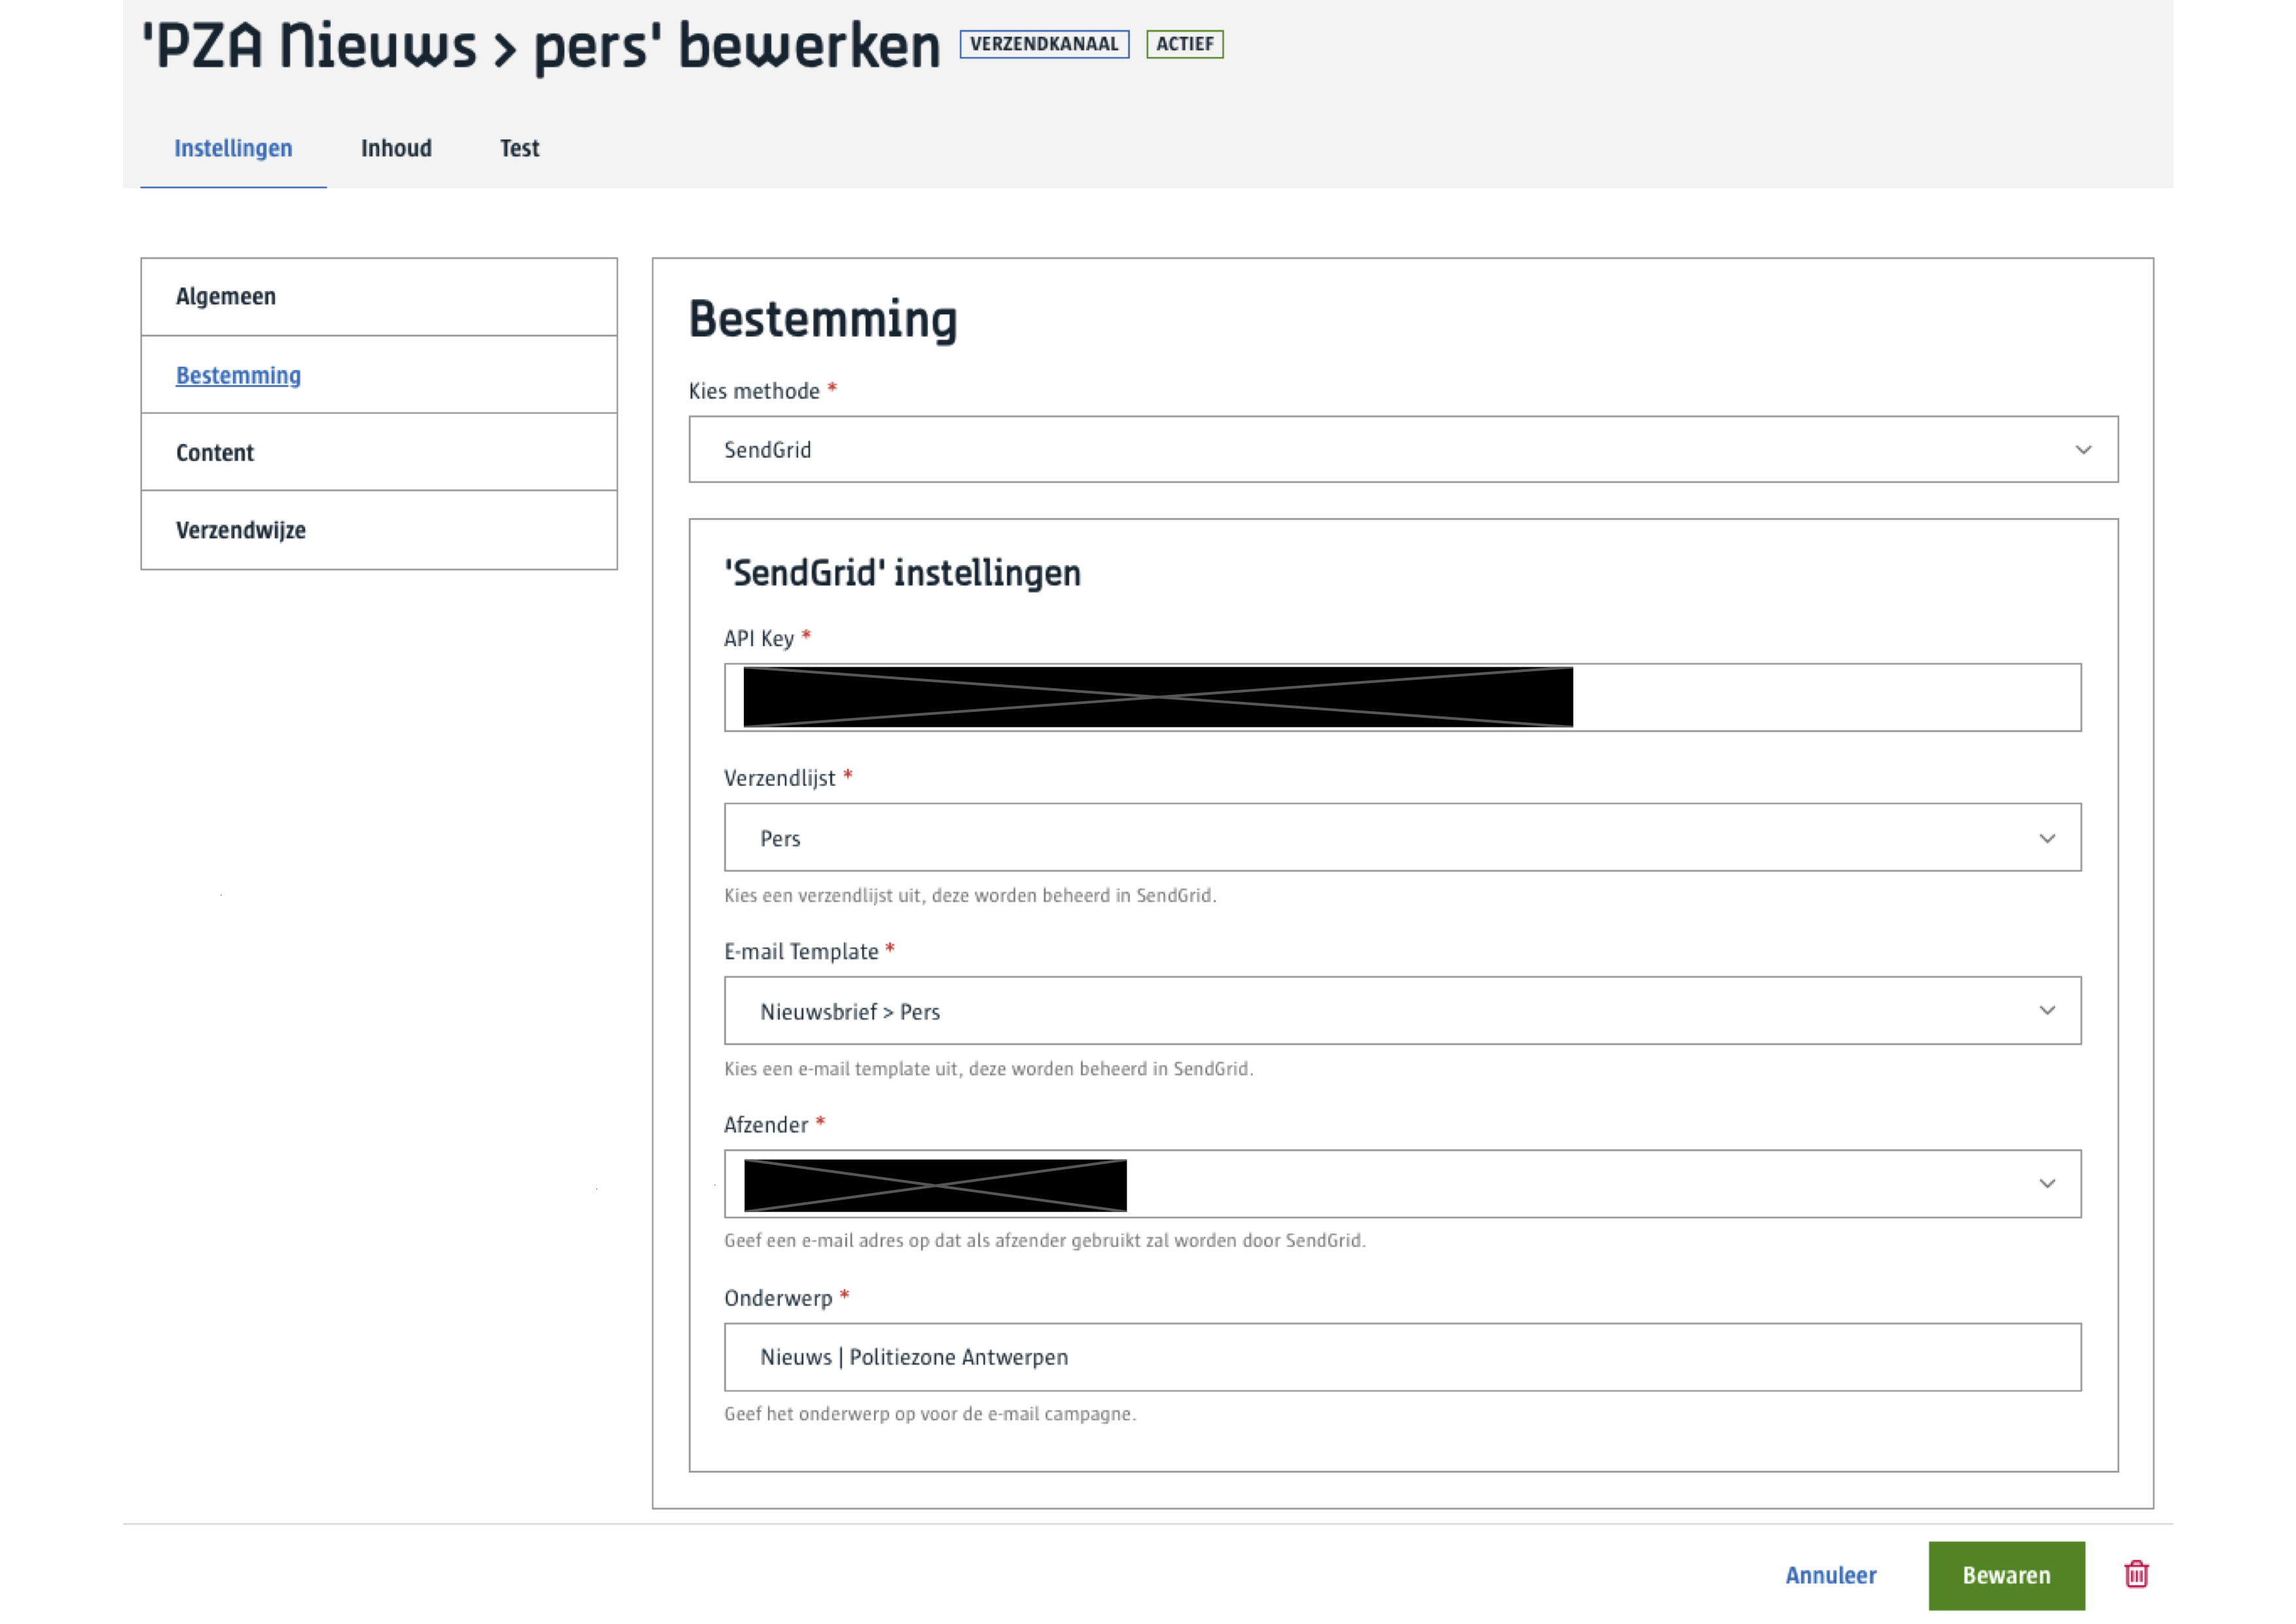 'PZA Nieuws > pers' bewerken VERZENDKANAAL ACTIEF
Instellingen Inhoud Test
Algemeen
Bestemming
Content
Verzendwijze
Bestemming
Kies methode *
SendGrid
'SendGrid' instellingen
API Key *
Verzendlijst *
Pers
Kies een verzendlijst uit, deze worden beheerd in SendGrid.
E-mail Template *
Nieuwsbrief > Pers
Kies een e-mail template uit, deze worden beheerd in SendGrid.
Afzender *
Geef een e-mail adres op dat als afzender gebruikt zal worden door SendGrid.
Onderwerp *
Nieuws | Politiezone Antwerpen
Geef het onderwerp op voor de e-mail campagne.
Annuleer Bewaren